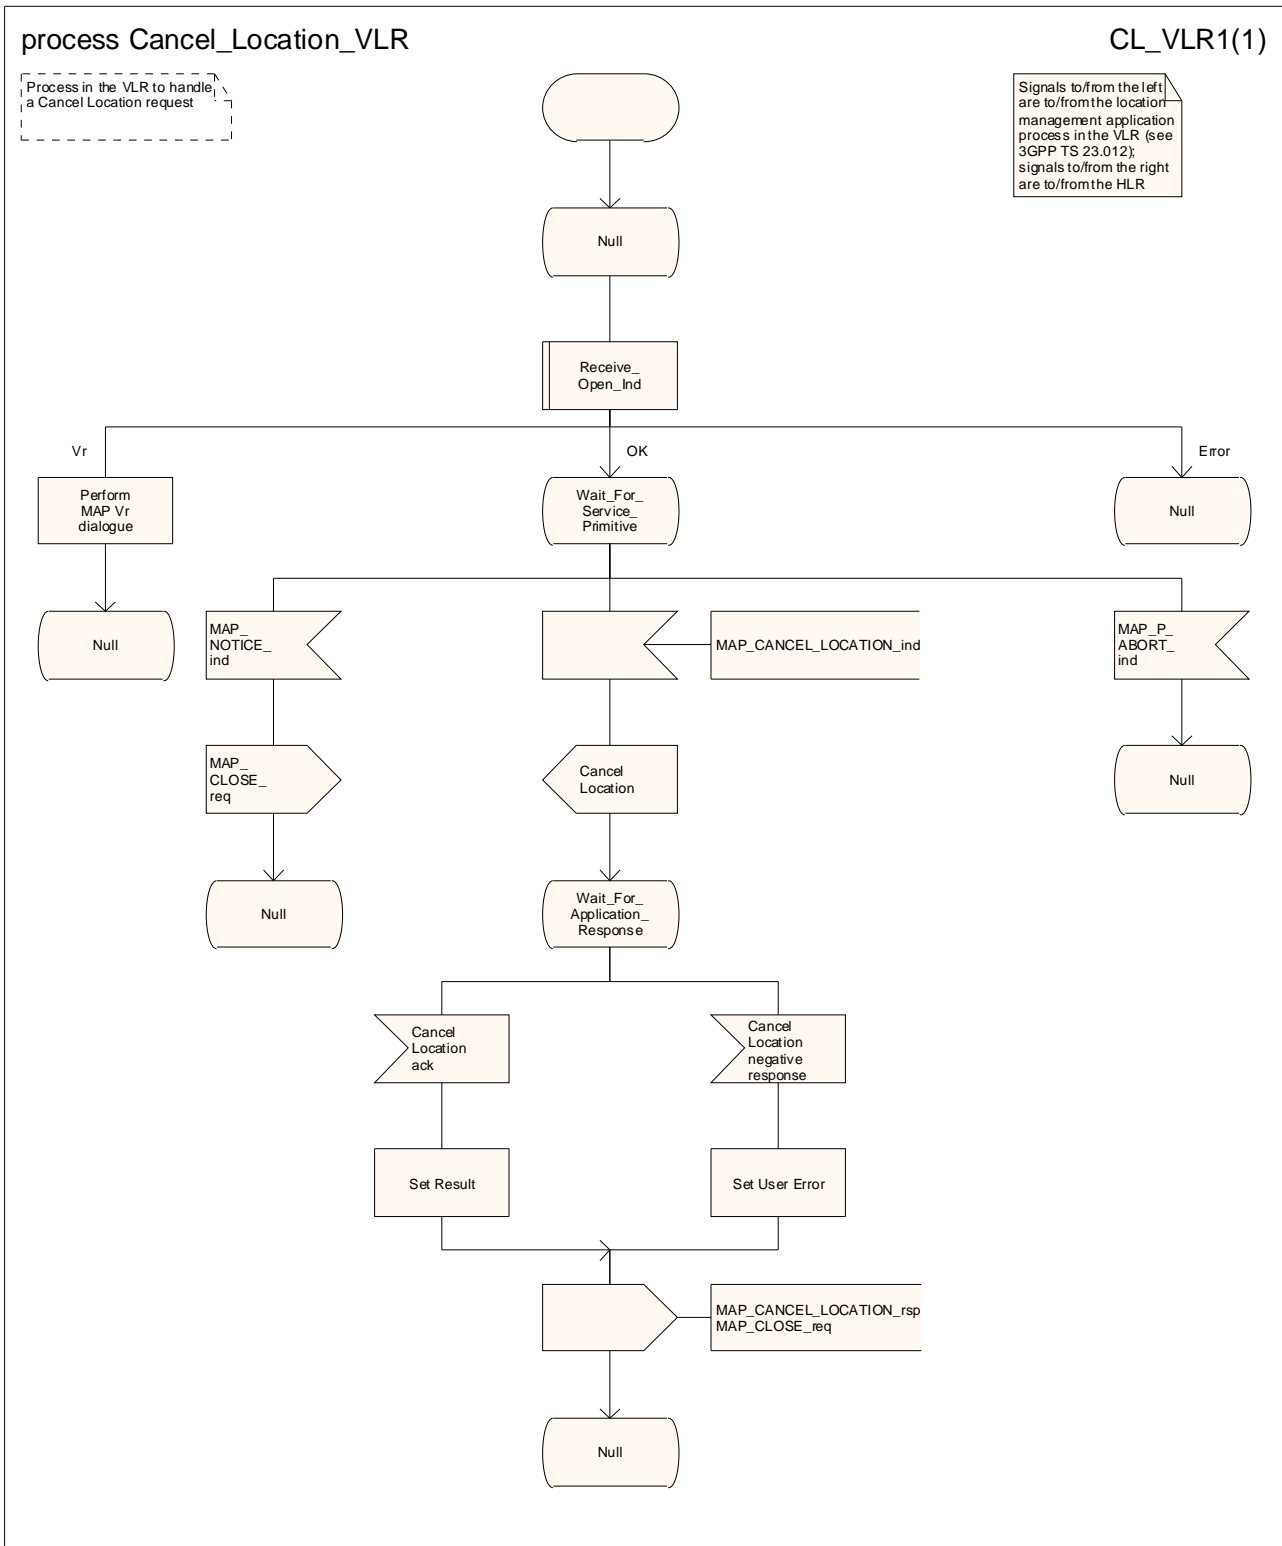 process Cancel_Location_VLR
CL_VLR1(1)
Process in the VLR to handle
a Cancel Location request
Signals to/from the left
are to/from the location
management application
process in the VLR (see
3GPP TS 23.012);
signals to/from the right
are to/from the HLR
Null
Receive_
Open_Ind
Vr
OK
Error
Perform
MAP Vr
dialogue
Wait_For_
Service_
Primitive
Null
Null
MAP_
NOTICE_
ind
MAP_CANCEL_LOCATION_ind
MAP_P_
ABORT_
ind
MAP_
CLOSE_
req
Cancel
Location
Null
Null
Wait_For_
Application_
Response
Cancel
Location
ack
Cancel
Location
negative
response
Set Result
Set User Error
MAP_CANCEL_LOCATION_rsp
MAP_CLOSE_req
Null